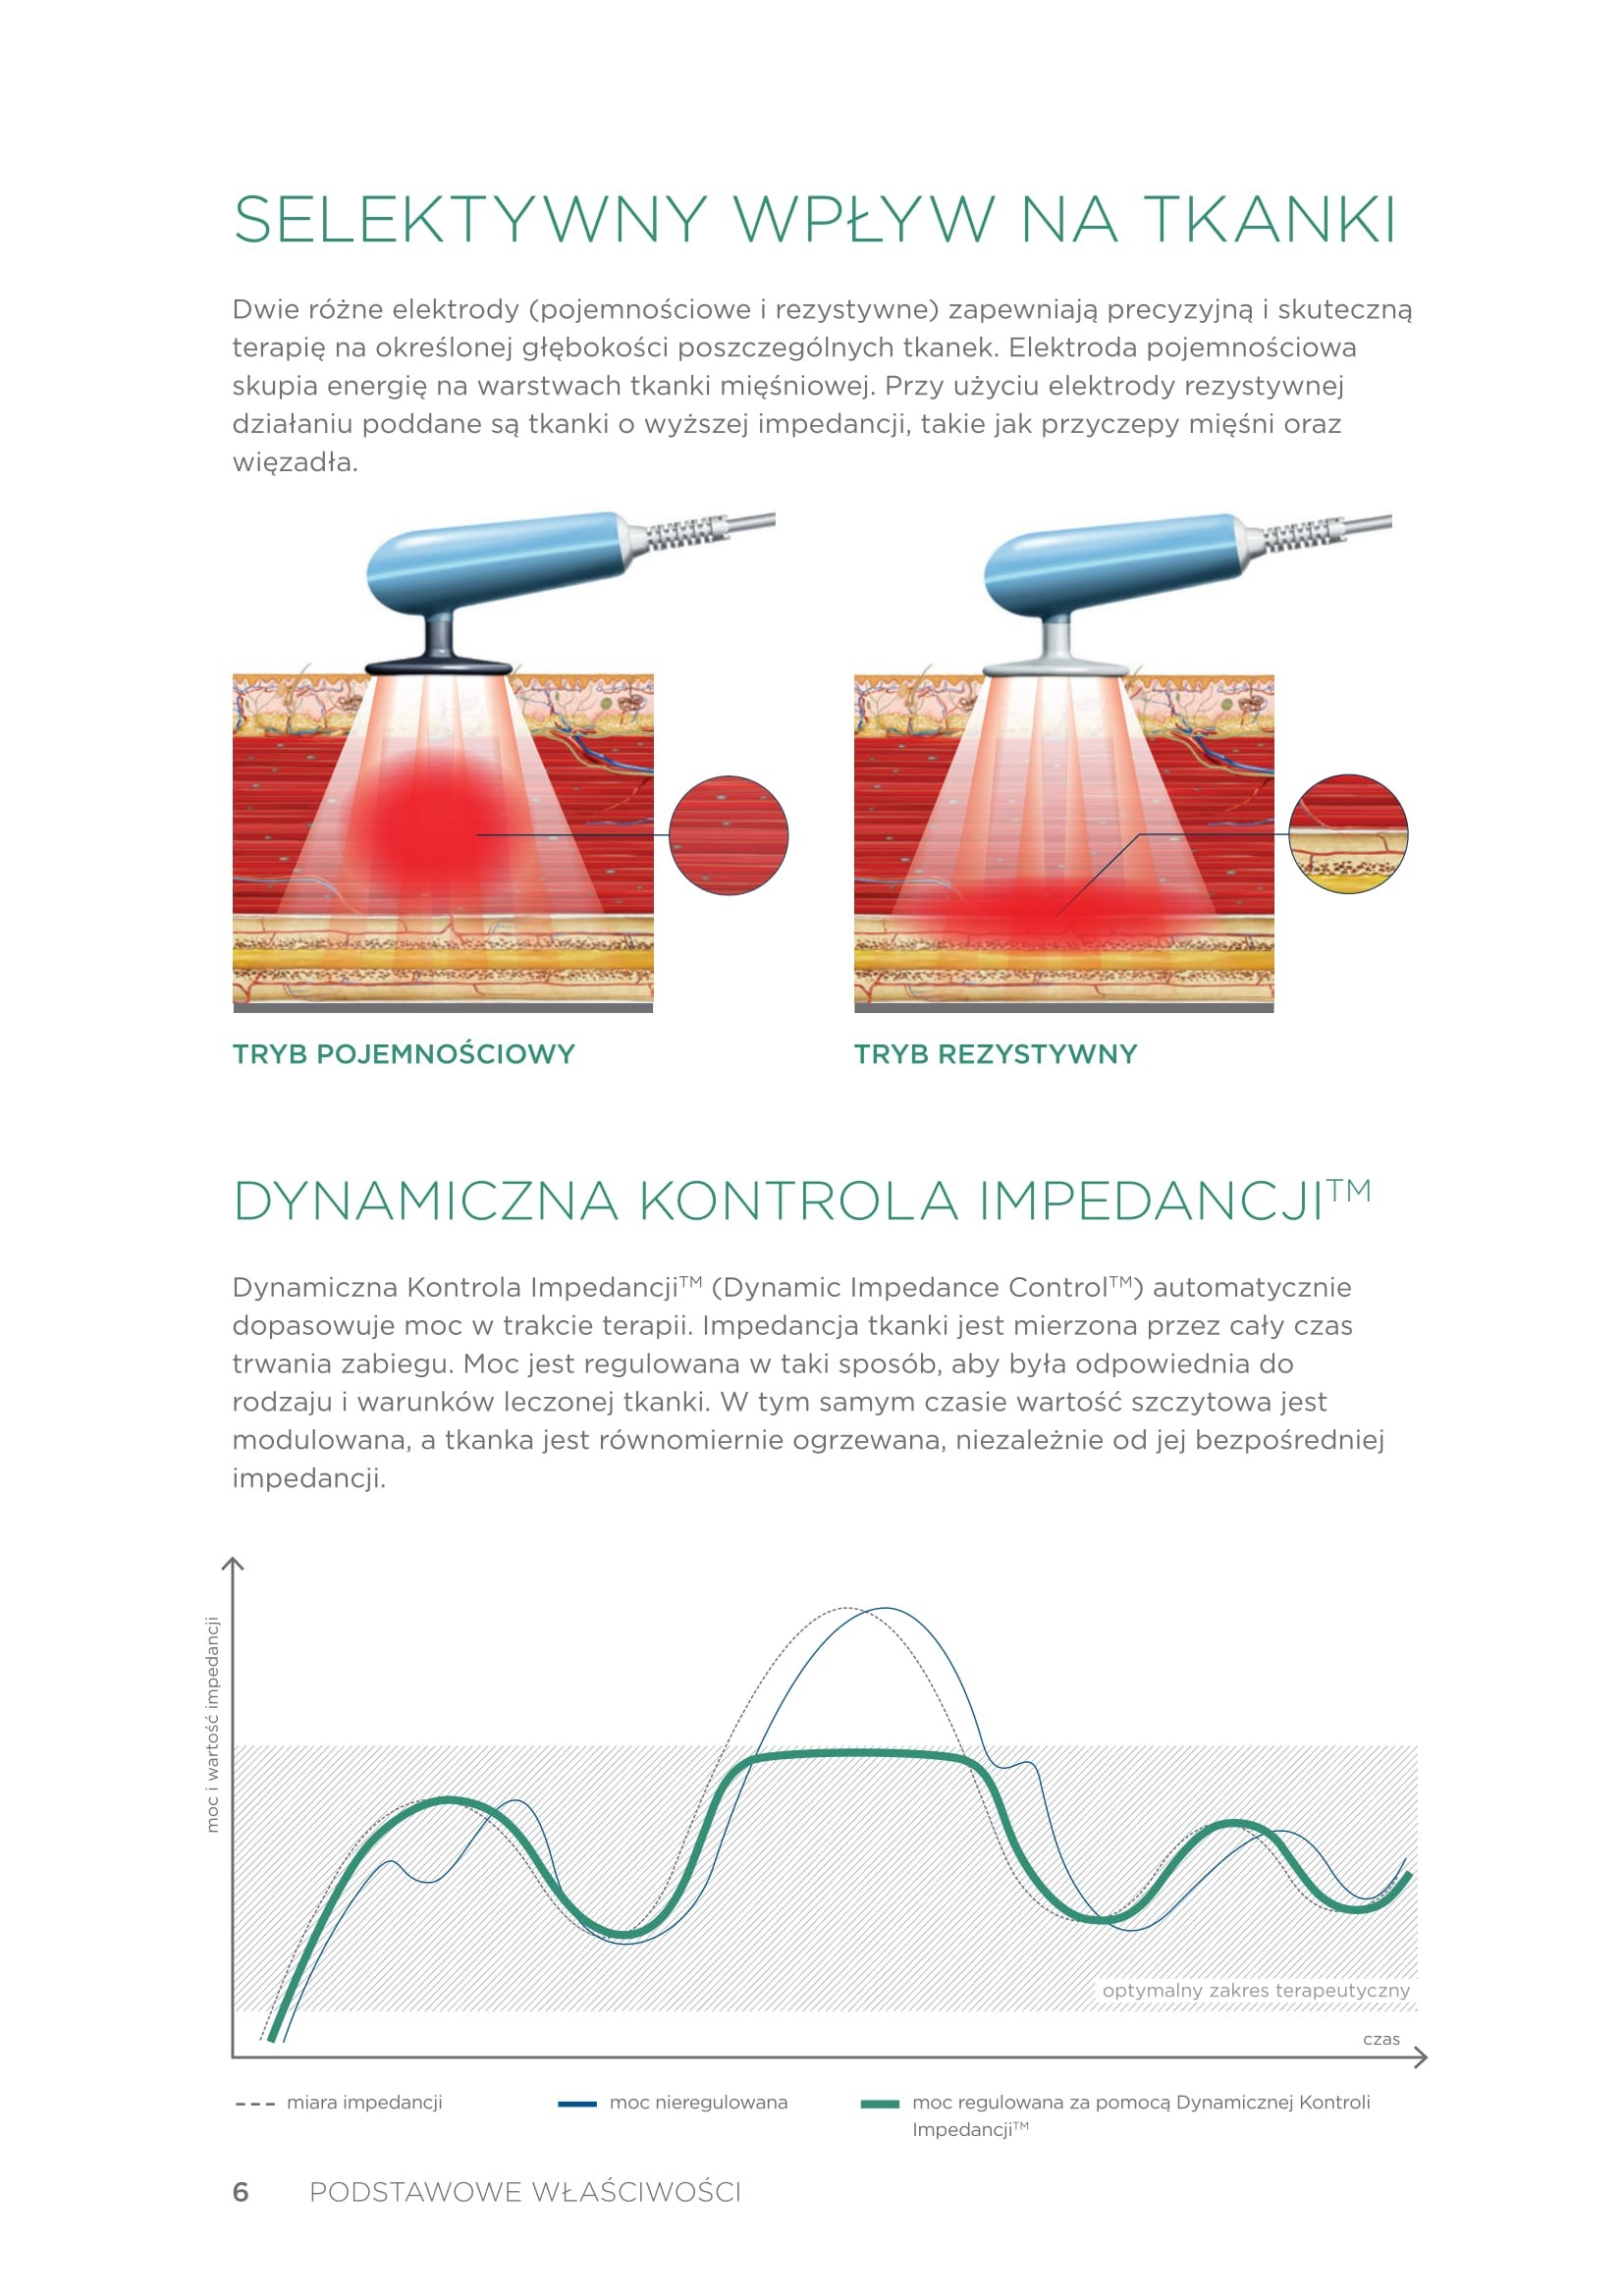 SELEKTYWNY WPŁYW NA TKANKI
Dwie różne elektrody (pojemnościowe i rezystywne) zapewniają precyzyjną i skuteczną
terapię na określonej głębokości poszczególnych tkanek. Elektroda pojemnościowa
skupia energię na warstwach tkanki mięśniowej. Przy użyciu elektrody rezystywnej
działaniu poddane są tkanki o wyższej impedancji, takie jak przyczepy mięśni oraz
więzadła.
TRYB POJEMNOŚCIOWY
TRYB REZYSTYWNY
DYNAMICZNA KONTROLA IMPEDANCJI™
Dynamiczna Kontrola Impedancji™ (Dynamic Impedance Control™) automatycznie
dopasowuje moc w trakcie terapii. Impedancja tkanki jest mierzona przez cały czas
trwania zabiegu. Moc jest regulowana w taki sposób, aby była odpowiednia do
rodzaju i warunków leczonej tkanki. W tym samym czasie wartość szczytowa jest
modulowana, a tkanka jest równomiernie ogrzewana, niezależnie od jej bezpośredniej
impedancji.
moc i wartość impedancji
optymalny zakres terapeutyczny
czas
miara impedancji
moc nieregulowana
moc regulowana za pomocą Dynamicznej Kontroli
Impedancji™
6 PODSTAWOWE WŁAŚCIWOŚCI